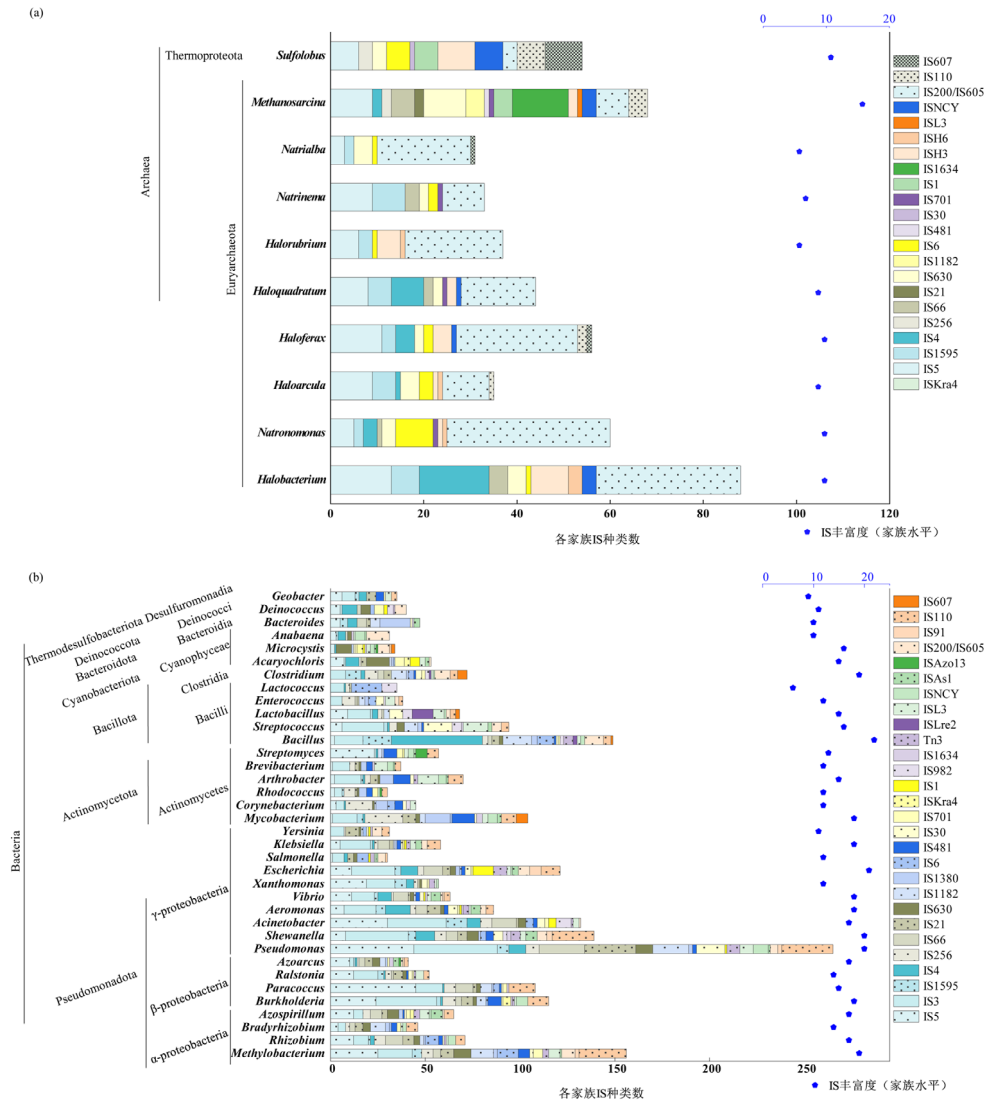 (a)
0
10
20
Archaea
Thermoproteota
Euryarchaeota
Sulfolobus
Methanosarcina
Natrialba
Natrinema
Halorubrium
Haloquadratum
Haloferax
Haloarcula
Natronomonas
Halobacterium
0
20
40
60
80
100
120
各家族IS种类数
IS丰富度（家族水平）
IS607
IS110
IS200/IS605
ISNCY
ISL3
ISH6
ISH3
IS1634
IS1
IS701
IS30
IS481
IS6
IS1182
IS630
IS21
IS66
IS256
IS4
IS1595
IS5
ISKra4
(b)
0
10
20
Bacteria
Thermodesulfobacteriota
Desulfuromonadia
Deinococcota
Deinococci
Bacteroidota
Bacteroidia
Cyanobacteriota
Cyanophyceae
Bacillota
Clostridia
Bacilli
Actinomycetota
Actinomycetes
Pseudomonadota
γ-proteobacteria
β-proteobacteria
α-proteobacteria
Geobacter
Deinococcus
Bacteroides
Anabaena
Microcystis
Acaryochloris
Clostridium
Lactococcus
Enterococcus
Lactobacillus
Streptococcus
Bacillus
Streptomyces
Brevibacterium
Arthrobacter
Rhodococcus
Corynebacterium
Mycobacterium
Yersinia
Klebsiella
Salmonella
Escherichia
Xanthomonas
Vibrio
Aeromonas
Acinetobacter
Shewanella
Pseudomonas
Azoarcus
Ralstonia
Paracoccus
Burkholderia
Azospirillum
Bradyrhizobium
Rhizobium
Methylobacterium
0
50
100
150
200
250
各家族IS种类数
IS丰富度（家族水平）
IS607
IS110
IS91
IS200/IS605
ISAzo13
ISAs1
ISNCY
ISL3
ISLre2
Tn3
IS1634
IS982
IS1
ISKra4
IS701
IS30
IS481
IS6
IS1380
IS1182
IS630
IS21
IS66
IS256
IS4
IS1595
IS3
IS5